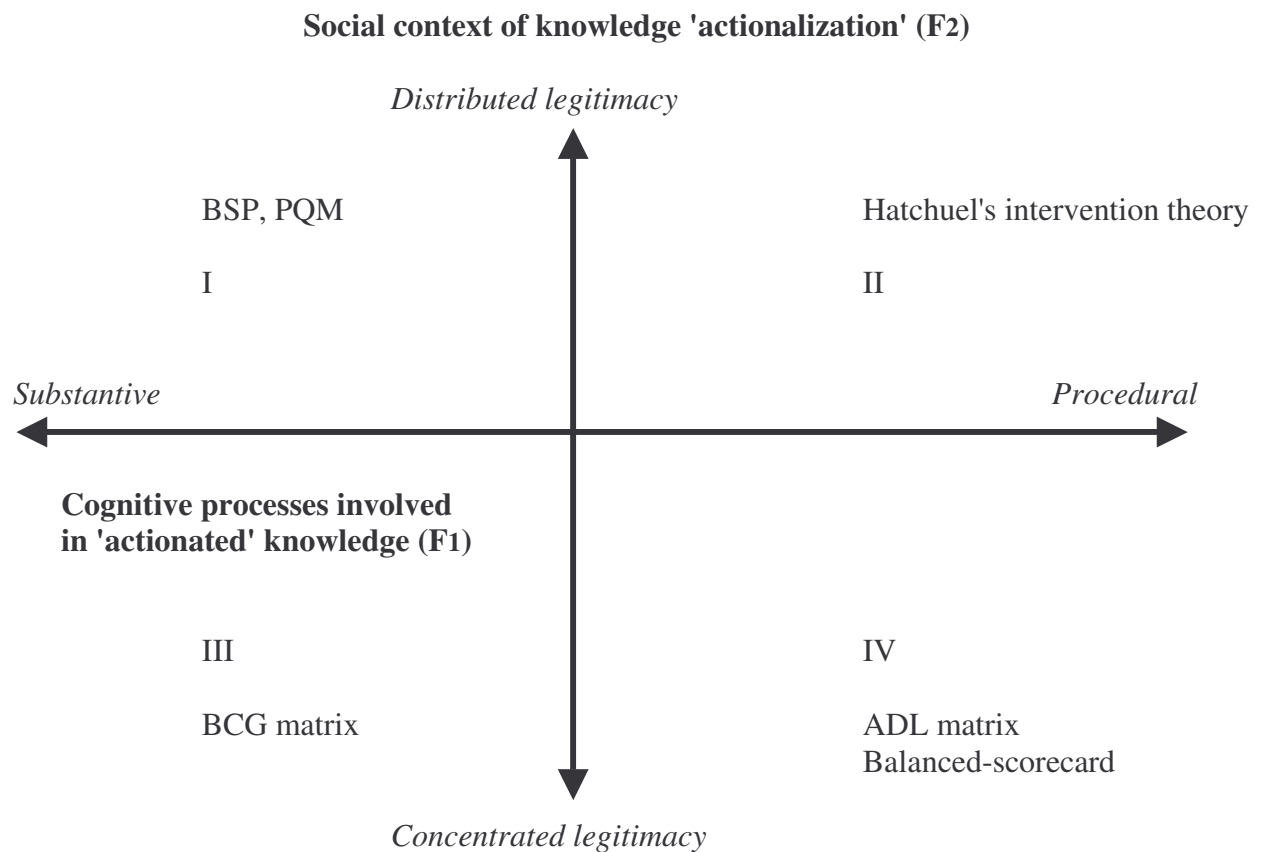 Social context of knowledge 'actionalization' (F2)
Distributed legitimacy
BSP, PQM
Hatchuel's intervention theory
I
II
Substantive
Procedural
Cognitive processes involved
in 'actionated' knowledge (F1)
III
IV
BCG matrix
ADL matrix
Balanced-scorecard
Concentrated legitimacy